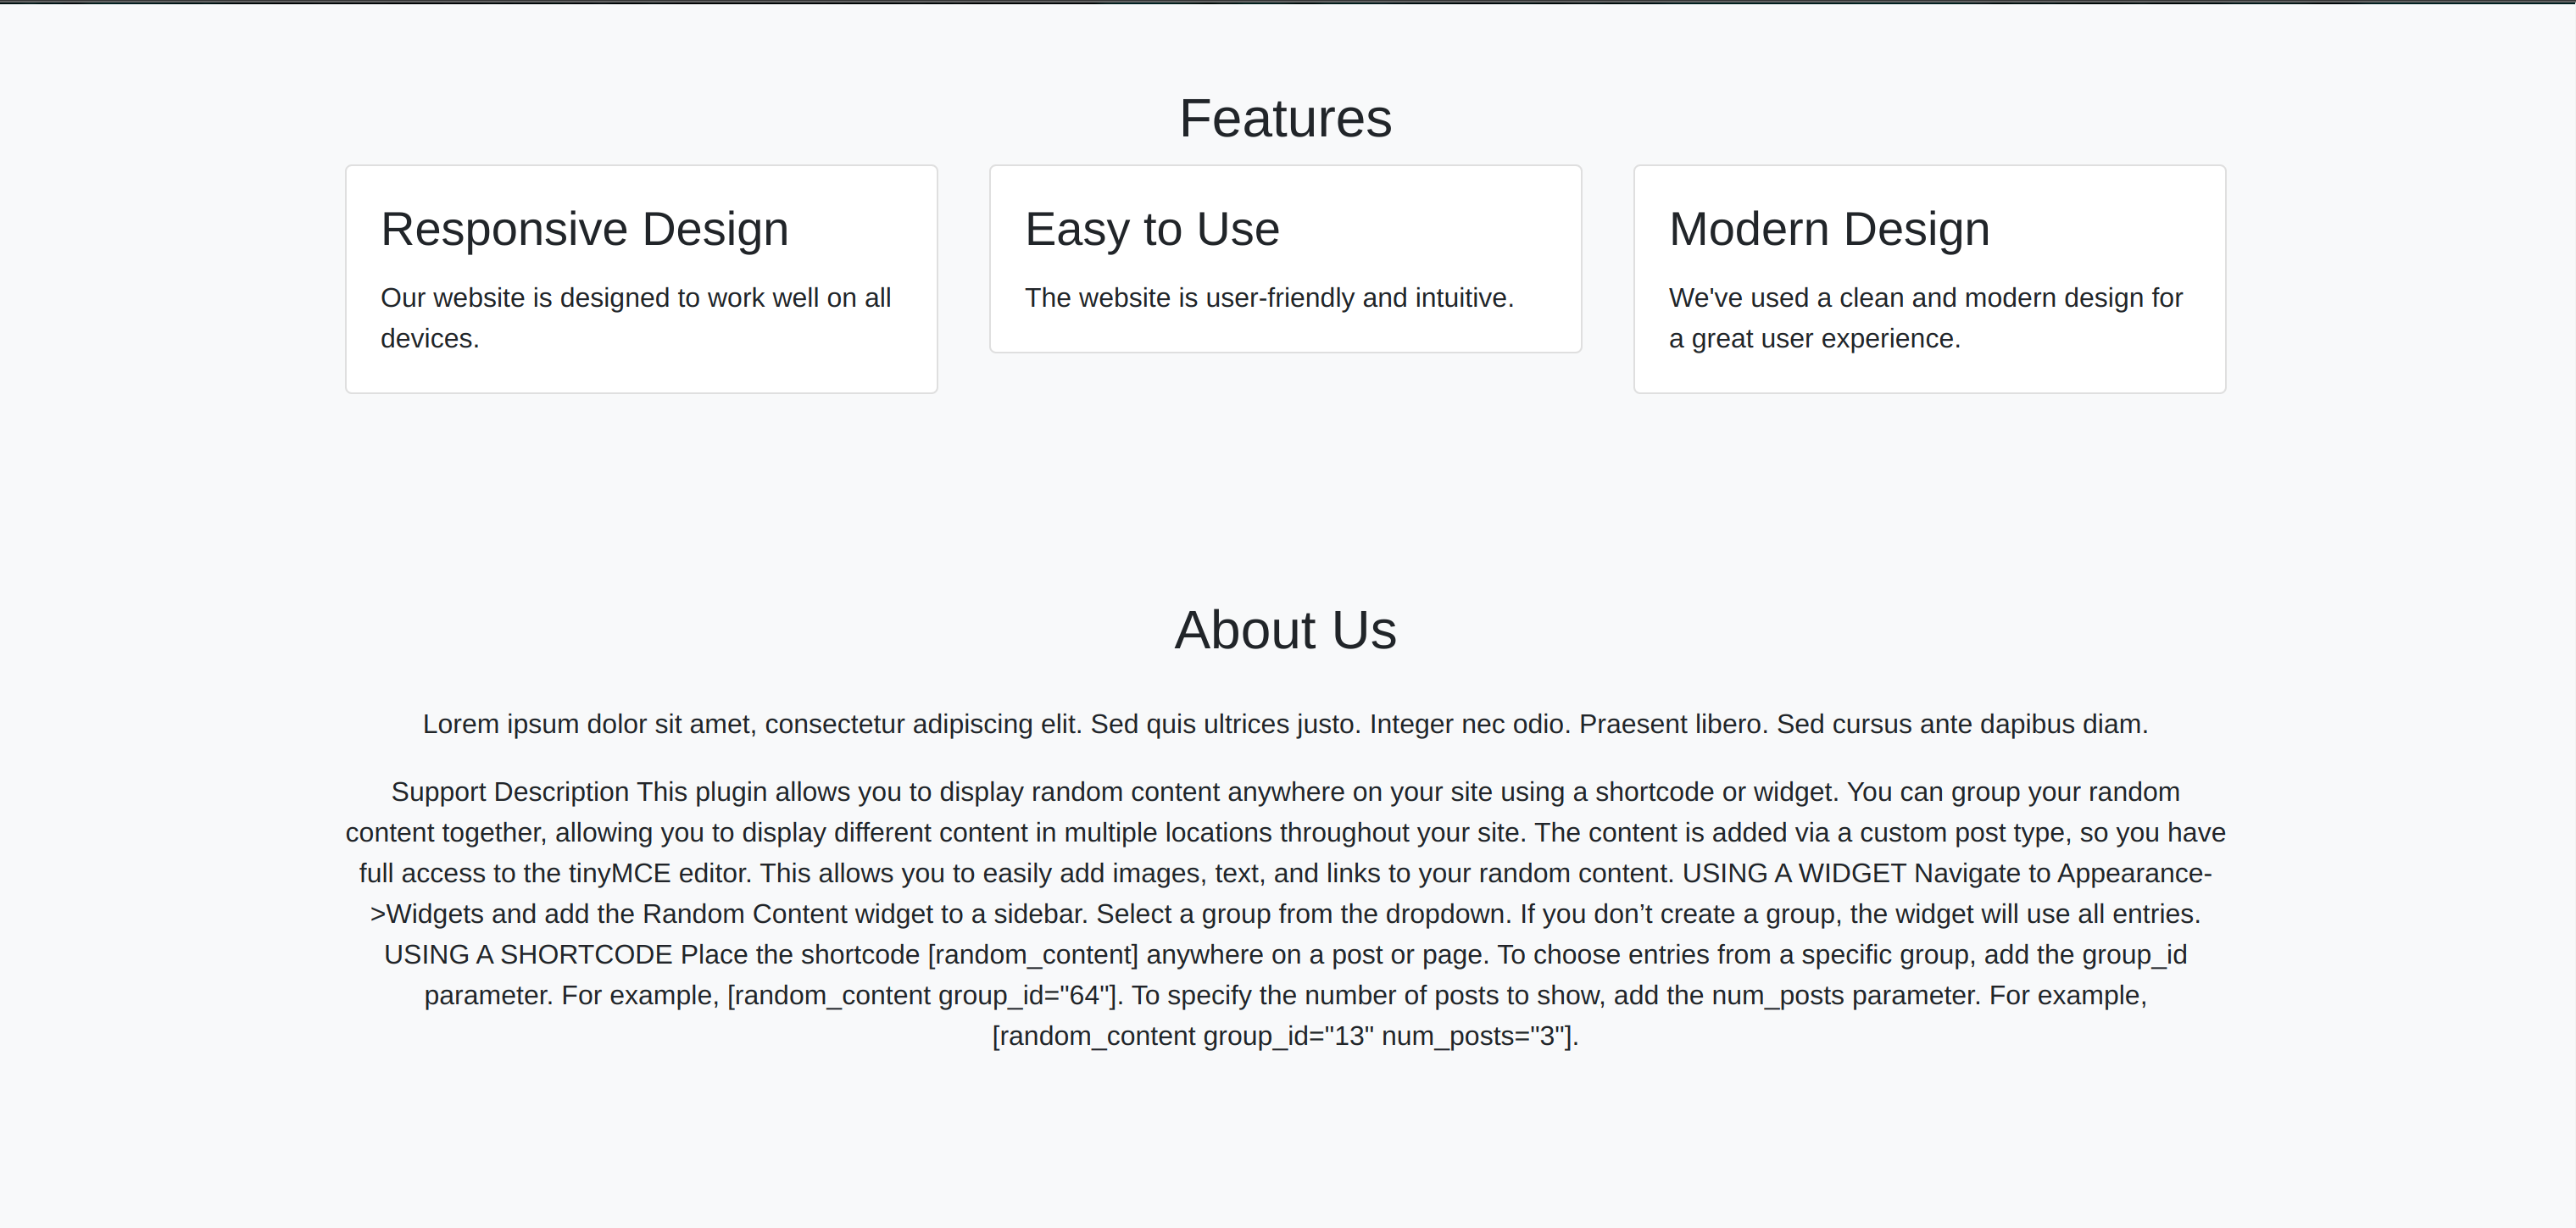 Features
Responsive Design
Our website is designed to work well on all
devices.
Easy to Use
The website is user-friendly and intuitive.
Modern Design
We've used a clean and modern design for
a great user experience.
About Us
Lorem ipsum dolor sit amet, consectetur adipiscing elit. Sed quis ultrices justo. Integer nec odio. Praesent libero. Sed cursus ante dapibus diam.
Support Description This plugin allows you to display random content anywhere on your site using a shortcode or widget. You can group your random
content together, allowing you to display different content in multiple locations throughout your site. The content is added via a custom post type, so you have
full access to the tinyMCE editor. This allows you to easily add images, text, and links to your random content. USING A WIDGET Navigate to Appearance-
>Widgets and add the Random Content widget to a sidebar. Select a group from the dropdown. If you don’t create a group, the widget will use all entries.
USING A SHORTCODE Place the shortcode [random_content] anywhere on a post or page. To choose entries from a specific group, add the group_id
parameter. For example, [random_content group_id="64"]. To specify the number of posts to show, add the num_posts parameter. For example,
[random_content group_id="13" num_posts="3"].